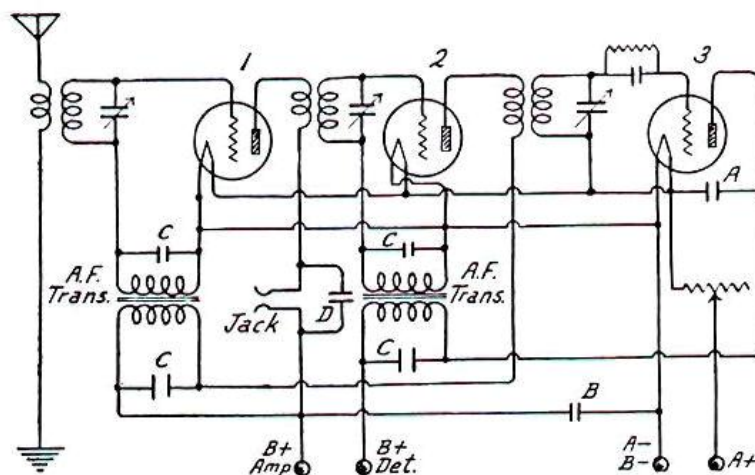 1
2
3
A
C
C
A.F.
Trans.
A.F.
Trans.
Jack
D
C
C
B
B+
Amp
B+
Det.
A-
B-
A+